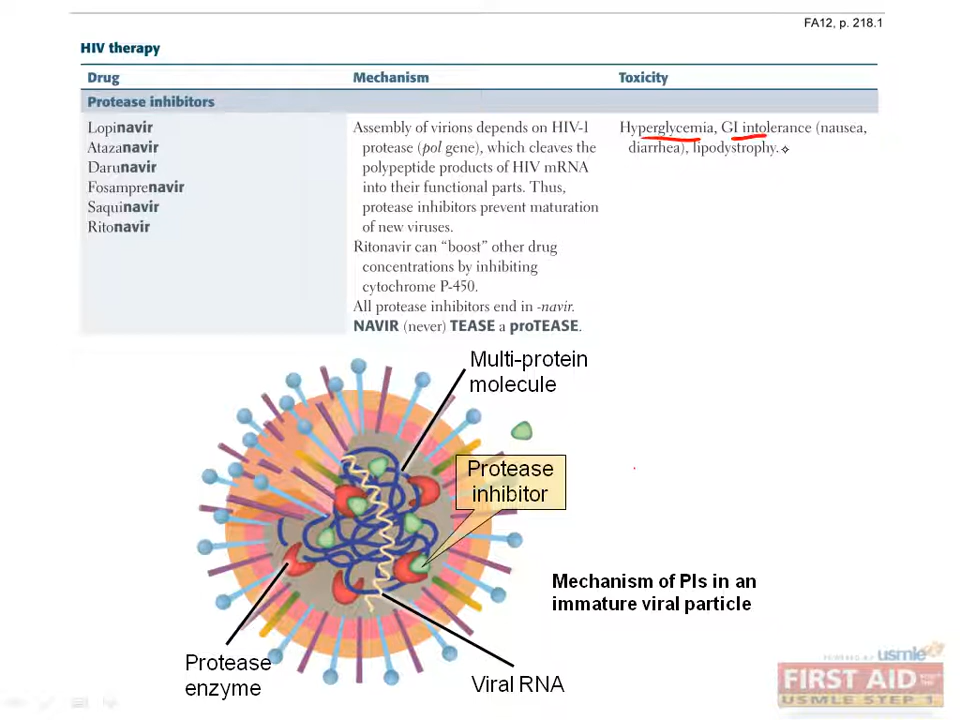 FA12, p. 218.1
HIV therapy
Drug Mechanism Toxicity
Protease inhibitors
Lopinavir
Atazanavir
Darunavir
Fosamprenavir
Saquinavir
Ritonavir
Assembly of virions depends on HIV-1
protease (pol gene), which cleaves the
polypeptide products of HIV mRNA
into their functional parts. Thus,
protease inhibitors prevent maturation
of new viruses.
Ritonavir can “boost” other drug
concentrations by inhibiting
cytochrome P-450.
All protease inhibitors end in -navir.
NAVIR (never) TEASE a proTEASE.
Hyperglycemia, GI intolerance (nausea,
diarrhea), lipodystrophy.
Multi-protein
molecule
Protease
inhibitor
Mechanism of PIs in an
immature viral particle
Protease
enzyme
Viral RNA
POWERED BY usmle
FIRST AID
USMLE STEP 1